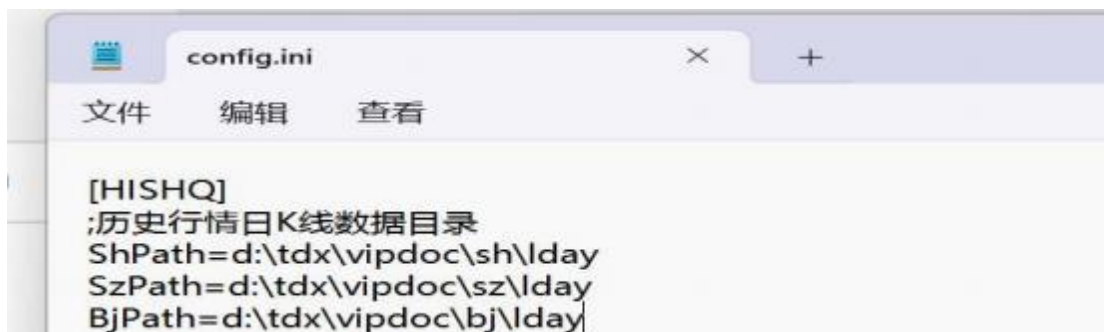 config.ini
文件 编辑 查看
[HISHQ]
;历史行情日K线数据目录
ShPath=d:\tdx\vipdoc\sh\lday
SzPath=d:\tdx\vipdoc\sz\lday
BjPath=d:\tdx\vipdoc\bj\lday